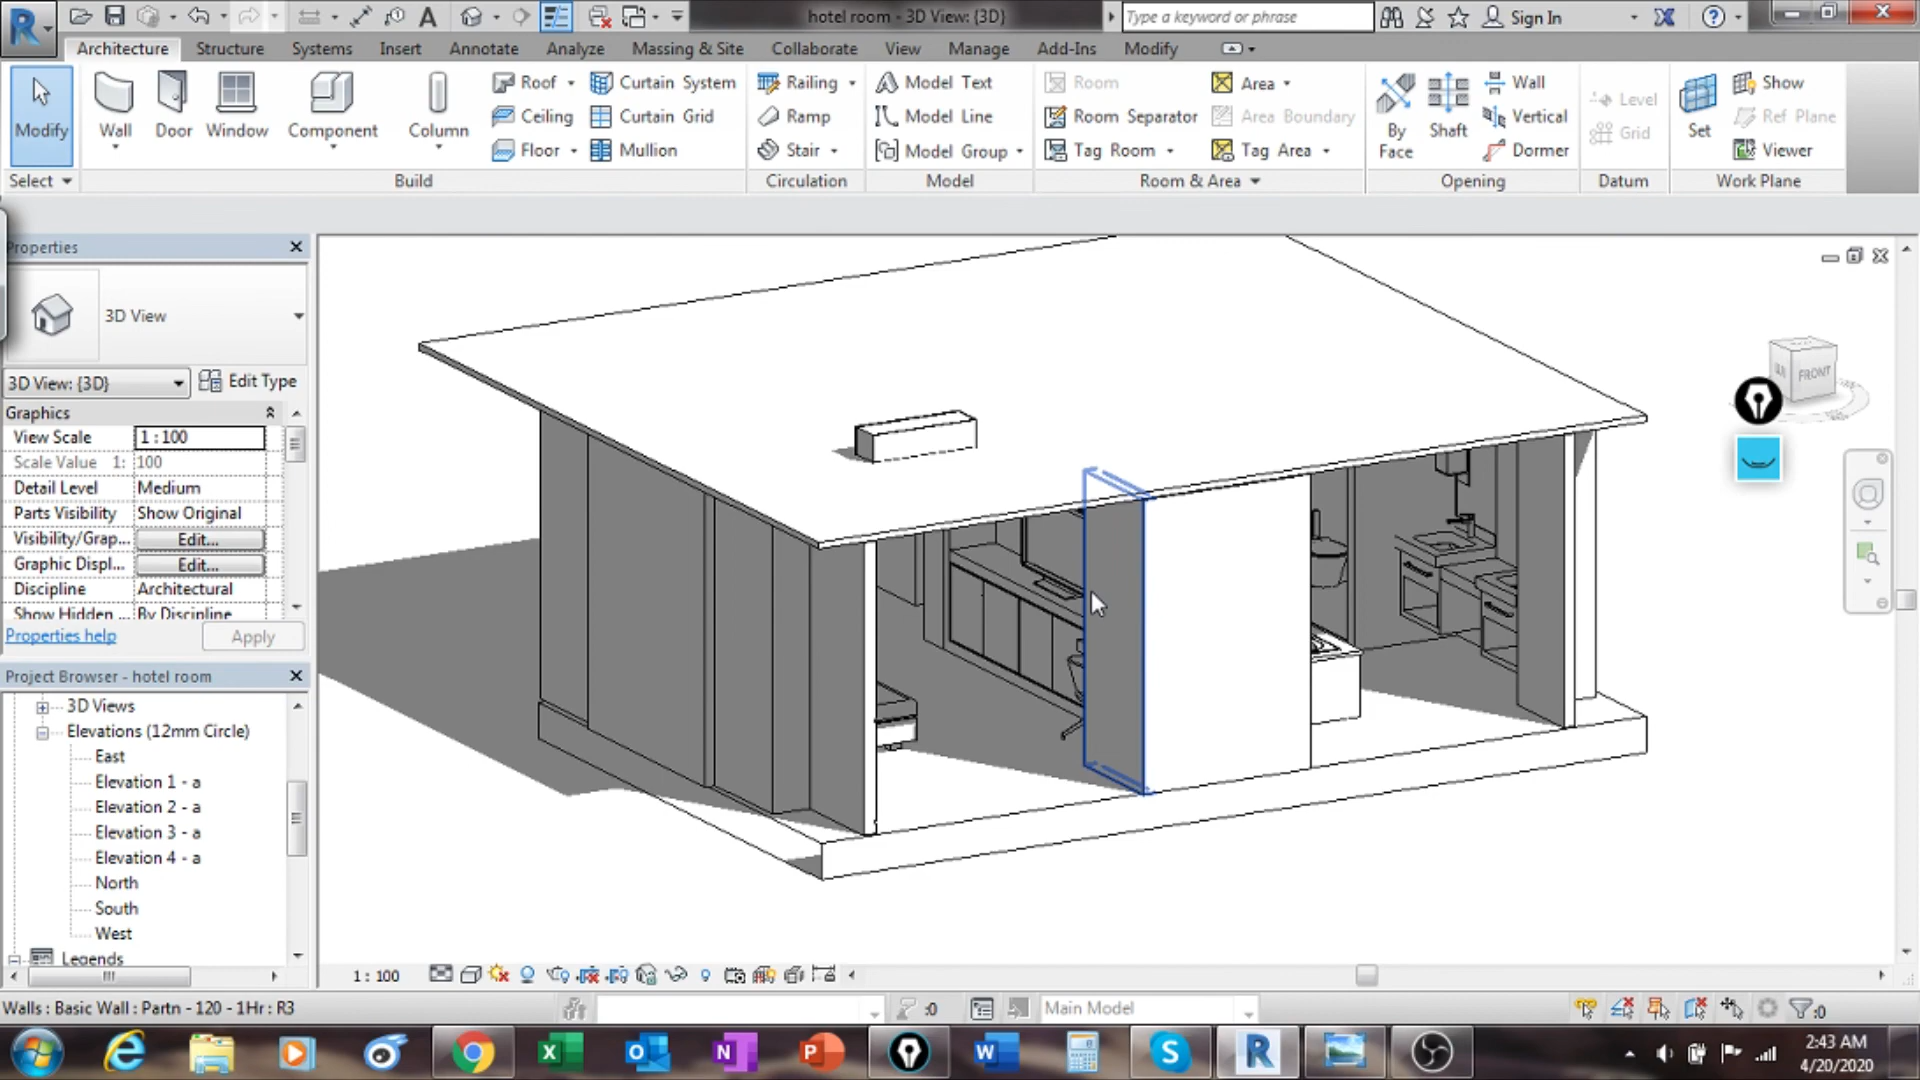 hotel room - 3D View: {3D}
Type a keyword or phrase
Sign In
Architecture Structure Systems Insert Annotate Analyze Massing & Site Collaborate View Manage Add-Ins Modify
Modify
Wall
Door
Window
Component
Column
Roof
Ceiling
Floor
Curtain System
Curtain Grid
Mullion
Railing
Ramp
Stair
Model Text
Model Line
Model Group
Room
Room Separator
Tag Room
Area
Area Boundary
Tag Area
By Face
Shaft
Wall
Vertical
Dormer
Level
Grid
Set
Show
Ref Plane
Viewer
Select
Build
Circulation
Model
Room & Area
Opening
Datum
Work Plane
Properties
3D View
3D View: {3D}
Edit Type
Graphics
View Scale 1 : 100
Scale Value 1: 100
Detail Level Medium
Parts Visibility Show Original
Visibility/Grap... Edit...
Graphic Displ... Edit...
Discipline Architectural
Show Hidden ... By Discipline
Properties help
Apply
Project Browser - hotel room
3D Views
Elevations (12mm Circle)
East
Elevation 1 - a
Elevation 2 - a
Elevation 3 - a
Elevation 4 - a
North
South
West
Legends
FRONT
1 : 100
Walls : Basic Wall : Partn - 120 - 1Hr : R3
:0
Main Model
:0
2:43 AM
4/20/2020